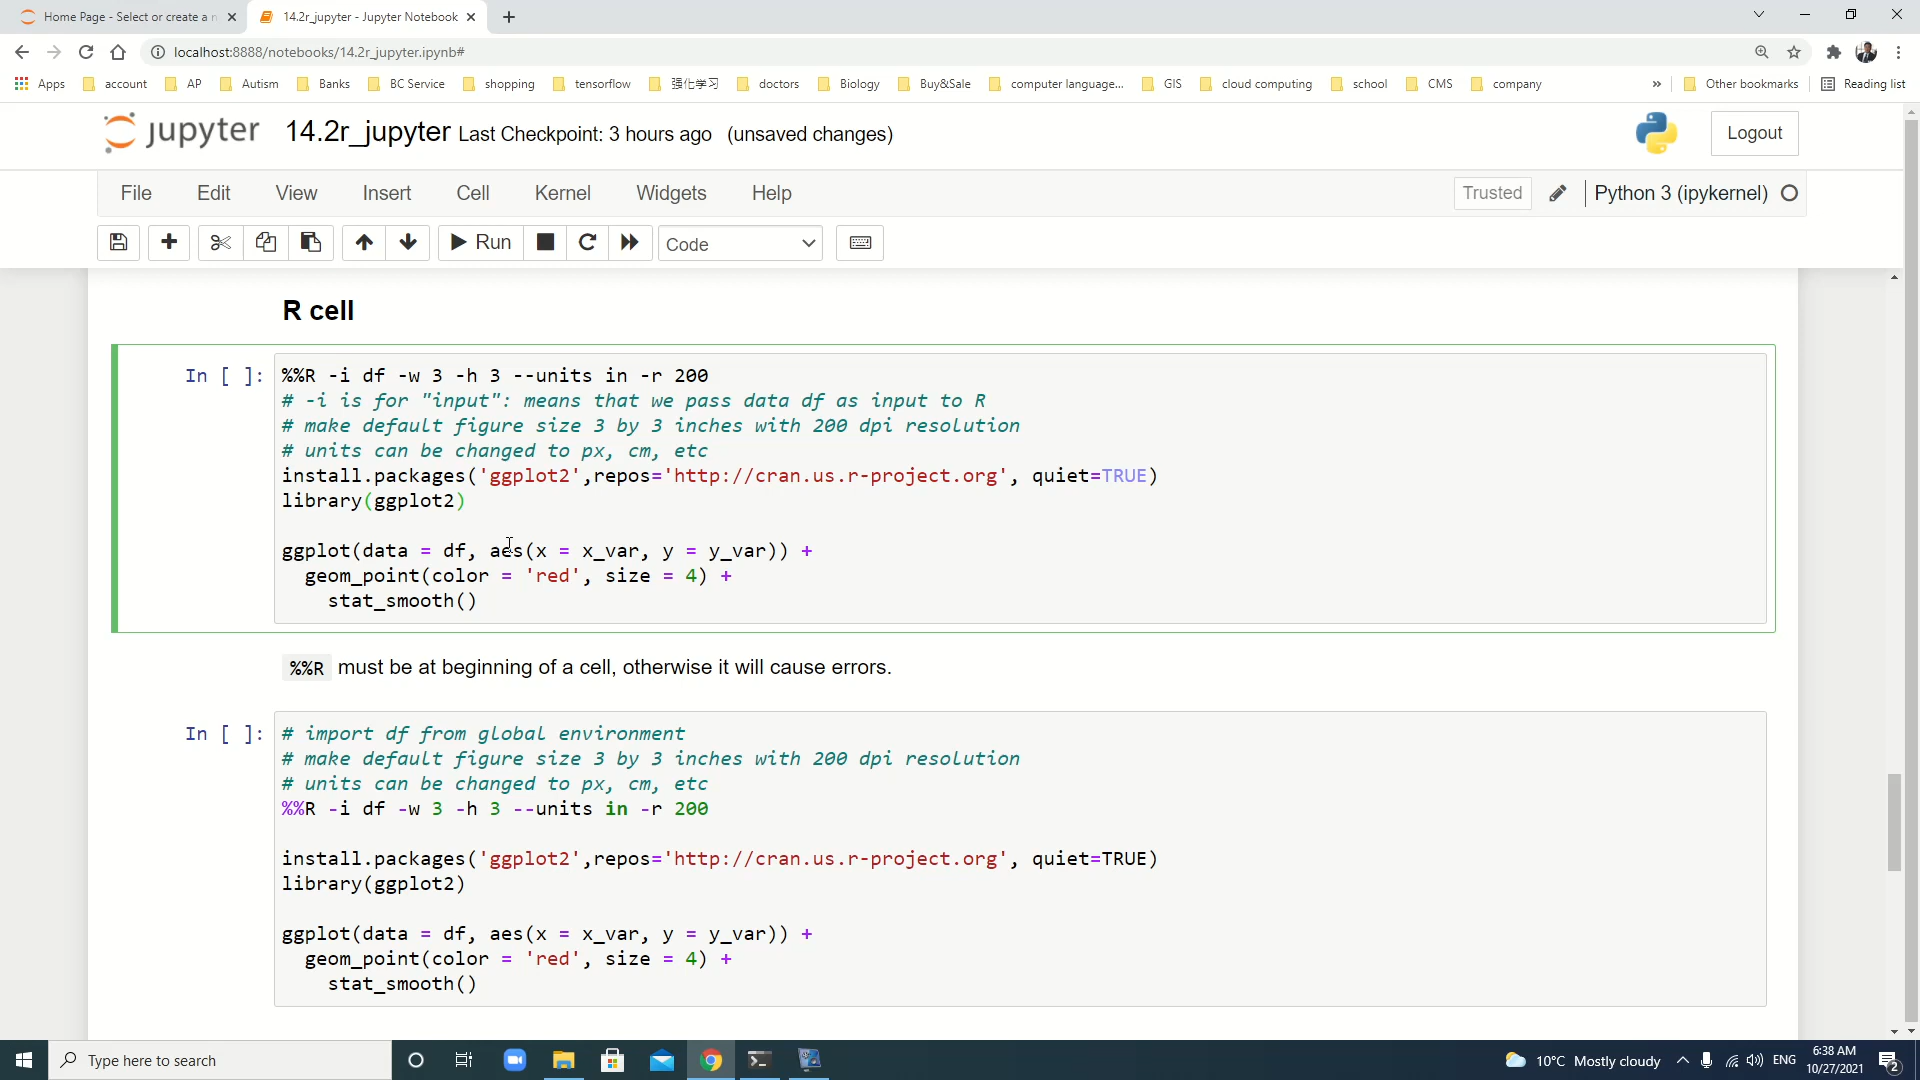 Home Page - Select or create a n
14.2r_jupyter - Jupyter Notebook
localhost:8888/notebooks/14.2r_jupyter.ipynb#
Apps account AP Autism Banks BC Service shopping tensorflow 强化学习 doctors Biology Buy&Sale computer language... GIS cloud computing school CMS company » Other bookmarks Reading list
jupyter 14.2r_jupyter Last Checkpoint: 3 hours ago (unsaved changes) Logout
File Edit View Insert Cell Kernel Widgets Help Trusted Python 3 (ipykernel)
Run Code
R cell
In [ ]: %%R -i df -w 3 -h 3 --units in -r 200
# -i is for "input": means that we pass data df as input to R
# make default figure size 3 by 3 inches with 200 dpi resolution
# units can be changed to px, cm, etc
install.packages('ggplot2',repos='http://cran.us.r-project.org', quiet=TRUE)
library(ggplot2)
ggplot(data = df, aes(x = x_var, y = y_var)) +
geom_point(color = 'red', size = 4) +
stat_smooth()
%%R must be at beginning of a cell, otherwise it will cause errors.
In [ ]: # import df from global environment
# make default figure size 3 by 3 inches with 200 dpi resolution
# units can be changed to px, cm, etc
%%R -i df -w 3 -h 3 --units in -r 200
install.packages('ggplot2',repos='http://cran.us.r-project.org', quiet=TRUE)
library(ggplot2)
ggplot(data = df, aes(x = x_var, y = y_var)) +
geom_point(color = 'red', size = 4) +
stat_smooth()
Type here to search
10°C Mostly cloudy
ENG
6:38 AM
10/27/2021
2